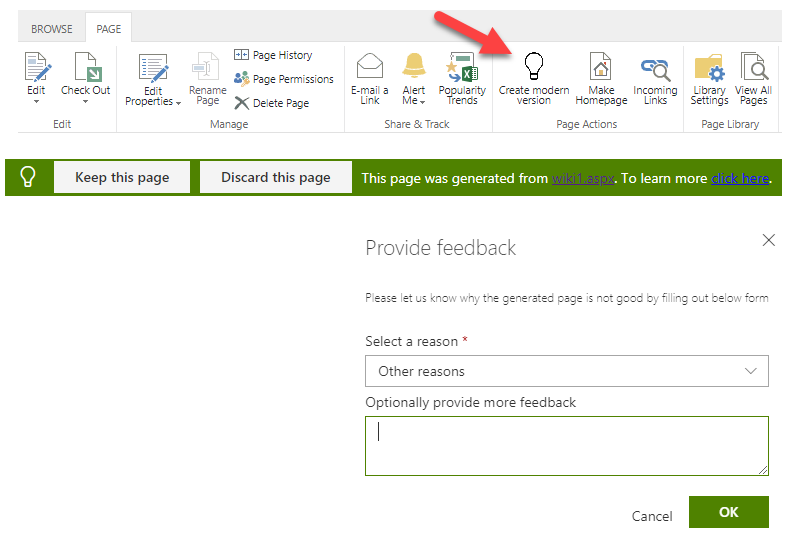 BROWSE PAGE
Edit
Check Out
Edit
Properties
Rename
Page
Page History
Page Permissions
Delete Page
E-mail a
Link
Alert
Me
Popularity
Trends
Create modern
version
Make
Homepage
Incoming
Links
Library
Settings
View All
Pages
Edit
Manage
Share & Track
Page Actions
Page Library
Keep this page
Discard this page
This page was generated from wiki1.aspx. To learn more click here.
Provide feedback
Please let us know why the generated page is not good by filling out below form
Select a reason *
Other reasons
Optionally provide more feedback
Cancel
OK